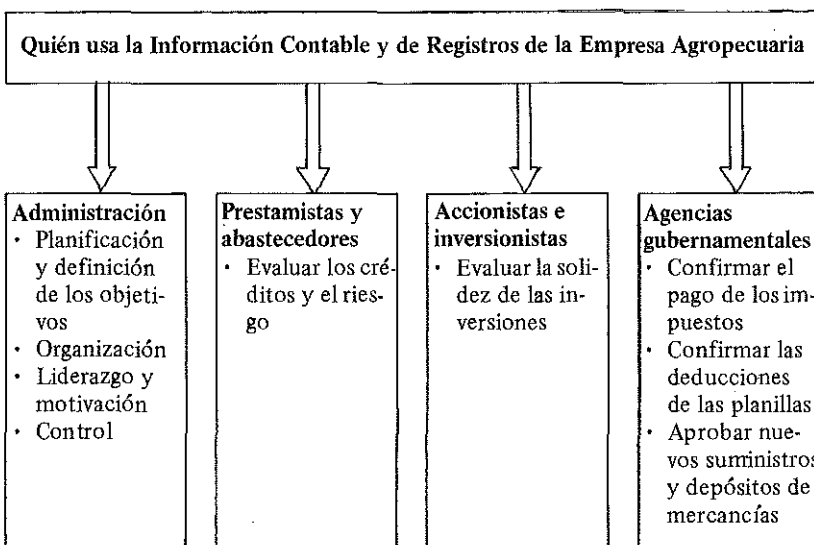 Quién usa la Información Contable y de Registros de la Empresa Agropecuaria
Administración
· Planificación
y definición
de los objeti-
vos
· Organización
· Liderazgo y
motivación
· Control
Prestamistas y
abastecedores
· Evaluar los cré-
ditos y el ries-
go
Accionistas e
inversionistas
· Evaluar la soli-
dez de las in-
versiones
Agencias
gubernamentales
· Confirmar el
pago de los im-
puestos
· Confirmar las
deducciones
de las planillas
· Aprobar nue-
vos suministros
y depósitos de
mercancías